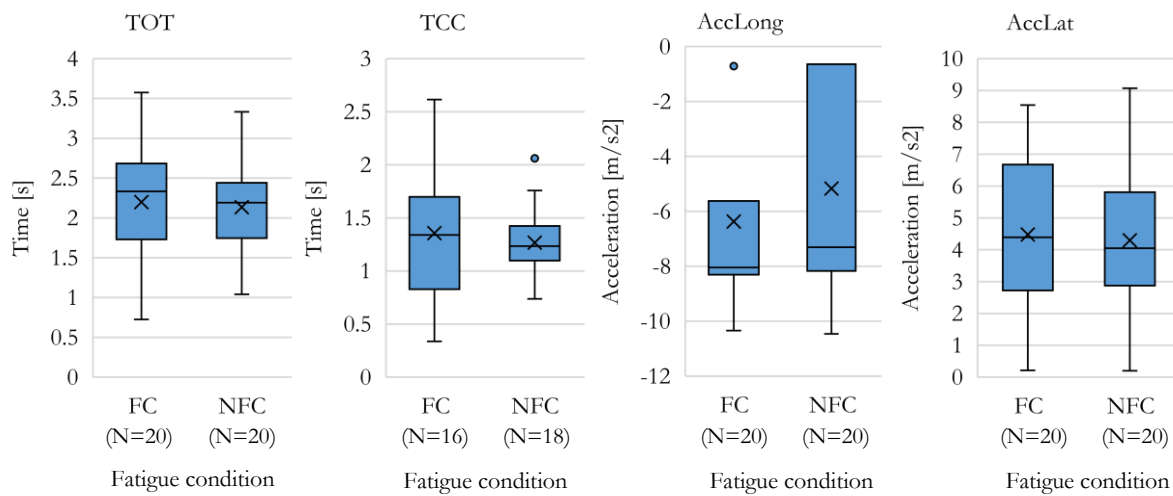 TOT
Time [s]
4
3.5
3
2.5
2
1.5
1
0.5
0
FC NFC
(N=20) (N=20)
Fatigue condition
TCC
Time [s]
3
2.5
2
1.5
1
0.5
0
FC NFC
(N=16) (N=18)
Fatigue condition
AccLong
Acceleration [m/s2]
0
-2
-4
-6
-8
-10
-12
FC NFC
(N=20) (N=20)
Fatigue condition
AccLat
Acceleration [m/s2]
10
9
8
7
6
5
4
3
2
1
0
FC NFC
(N=20) (N=20)
Fatigue condition